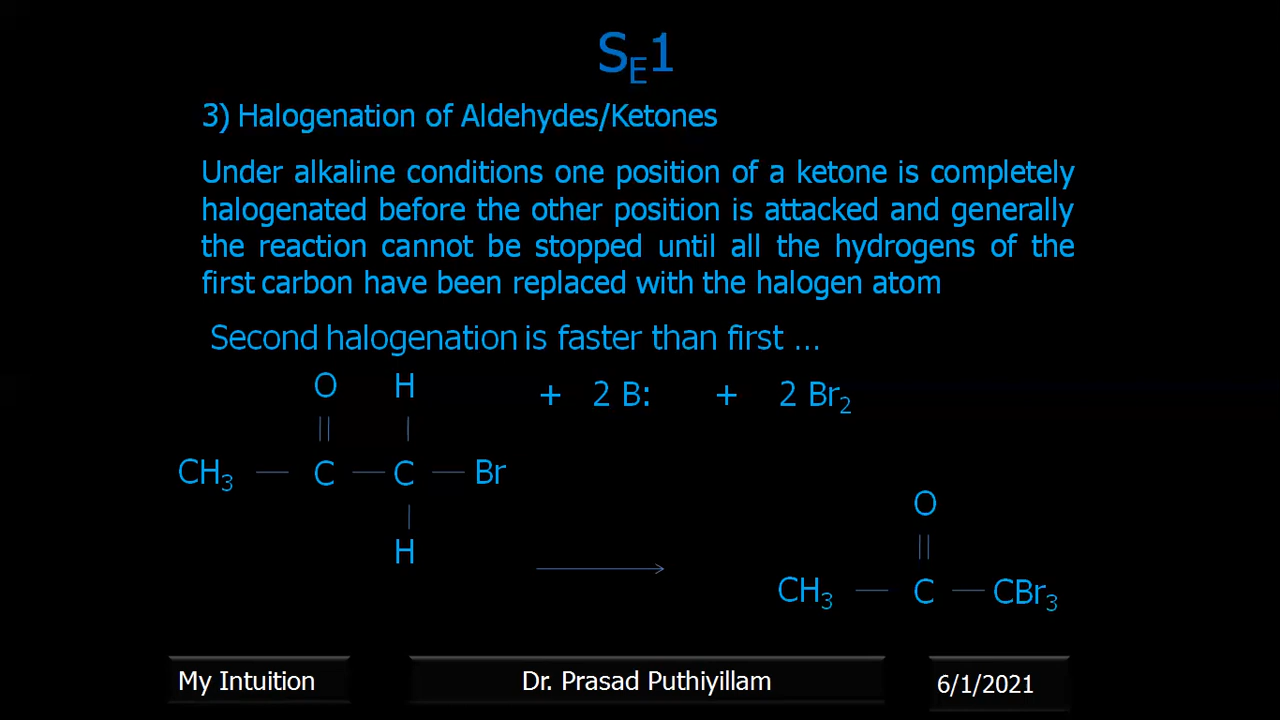 S_E1
3) Halogenation of Aldehydes/Ketones
Under alkaline conditions one position of a ketone is completely
halogenated before the other position is attacked and generally
the reaction cannot be stopped until all the hydrogens of the
first carbon have been replaced with the halogen atom
Second halogenation is faster than first ...
O H + 2 B: + 2 Br₂
|| |
CH₃ — C — C — Br
|
H
O
||
CH₃ — C — CBr₃
My Intuition
Dr. Prasad Puthiyillam
6/1/2021